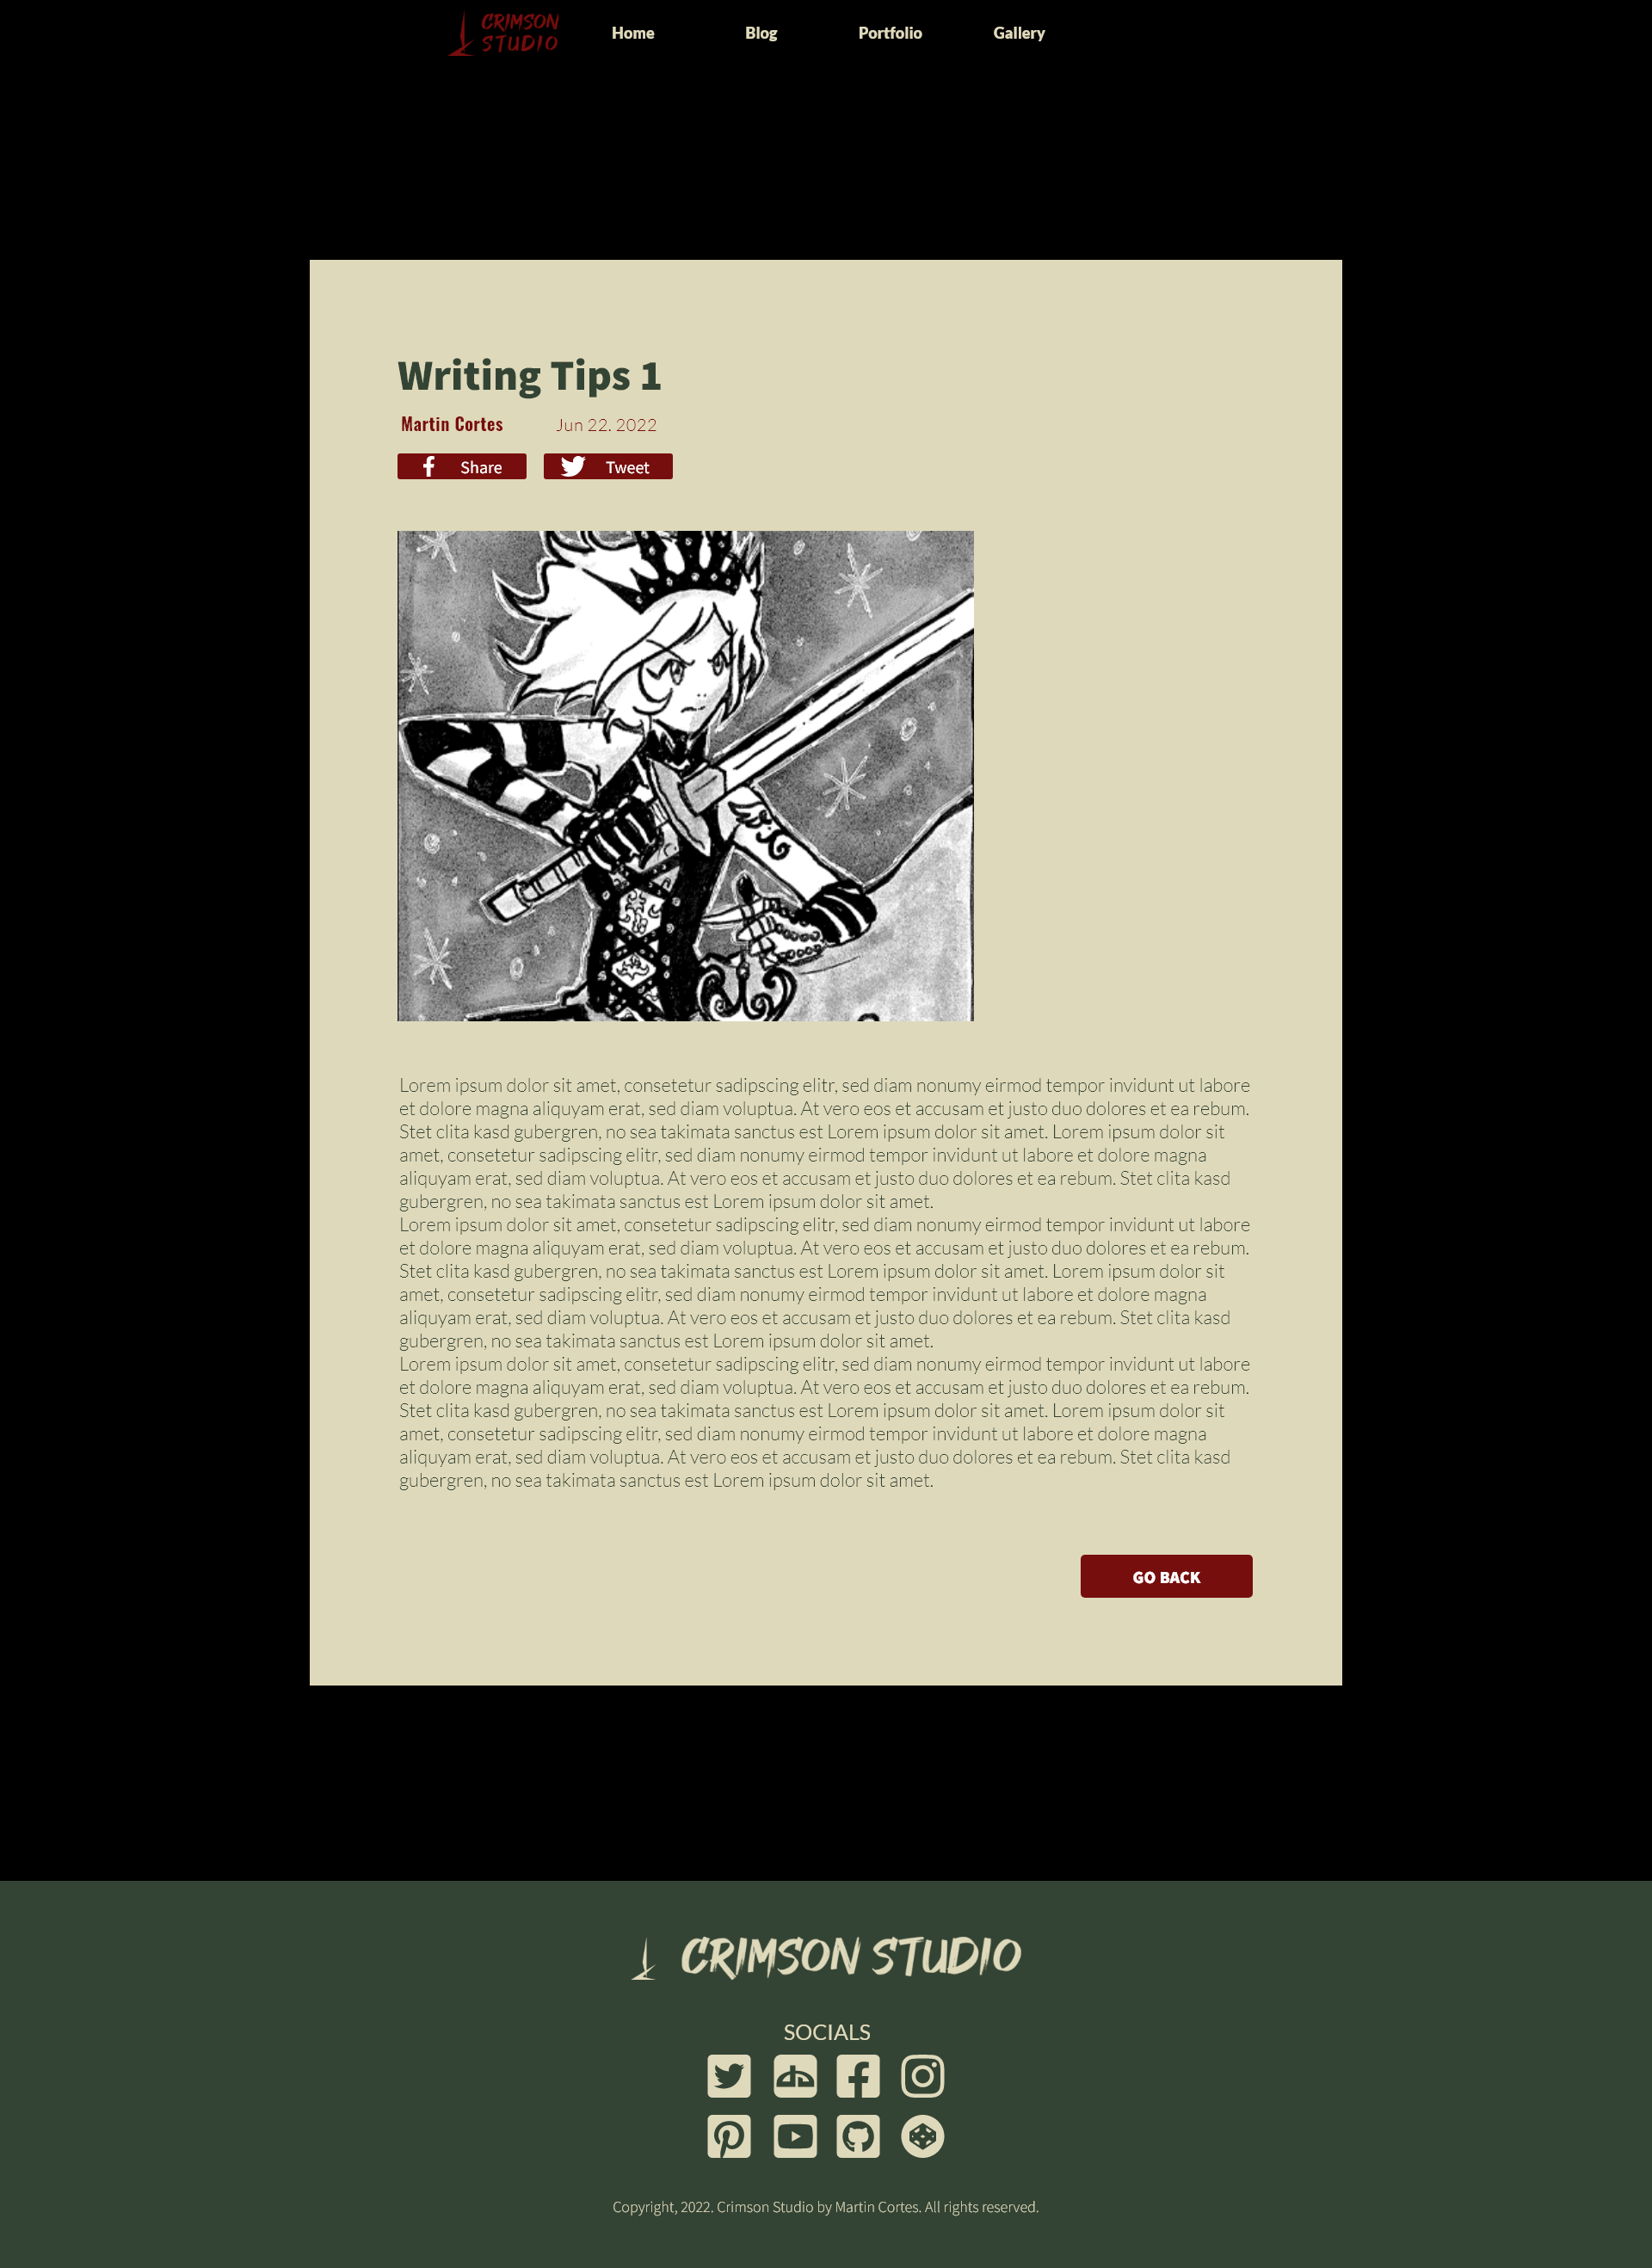 CRIMSON
STUDIO
Home
Blog
Portfolio
Gallery
Writing Tips 1
Martin Cortes
Jun 22. 2022
Share
Tweet
Lorem ipsum dolor sit amet, consetetur sadipscing elitr, sed diam nonumy eirmod tempor invidunt ut labore
et dolore magna aliquyam erat, sed diam voluptua. At vero eos et accusam et justo duo dolores et ea rebum.
Stet clita kasd gubergren, no sea takimata sanctus est Lorem ipsum dolor sit amet. Lorem ipsum dolor sit
amet, consetetur sadipscing elitr, sed diam nonumy eirmod tempor invidunt ut labore et dolore magna
aliquyam erat, sed diam voluptua. At vero eos et accusam et justo duo dolores et ea rebum. Stet clita kasd
gubergren, no sea takimata sanctus est Lorem ipsum dolor sit amet.
Lorem ipsum dolor sit amet, consetetur sadipscing elitr, sed diam nonumy eirmod tempor invidunt ut labore
et dolore magna aliquyam erat, sed diam voluptua. At vero eos et accusam et justo duo dolores et ea rebum.
Stet clita kasd gubergren, no sea takimata sanctus est Lorem ipsum dolor sit amet. Lorem ipsum dolor sit
amet, consetetur sadipscing elitr, sed diam nonumy eirmod tempor invidunt ut labore et dolore magna
aliquyam erat, sed diam voluptua. At vero eos et accusam et justo duo dolores et ea rebum. Stet clita kasd
gubergren, no sea takimata sanctus est Lorem ipsum dolor sit amet.
Lorem ipsum dolor sit amet, consetetur sadipscing elitr, sed diam nonumy eirmod tempor invidunt ut labore
et dolore magna aliquyam erat, sed diam voluptua. At vero eos et accusam et justo duo dolores et ea rebum.
Stet clita kasd gubergren, no sea takimata sanctus est Lorem ipsum dolor sit amet. Lorem ipsum dolor sit
amet, consetetur sadipscing elitr, sed diam nonumy eirmod tempor invidunt ut labore et dolore magna
aliquyam erat, sed diam voluptua. At vero eos et accusam et justo duo dolores et ea rebum. Stet clita kasd
gubergren, no sea takimata sanctus est Lorem ipsum dolor sit amet.
GO BACK
CRIMSON STUDIO
SOCIALS
Copyright, 2022. Crimson Studio by Martin Cortes. All rights reserved.